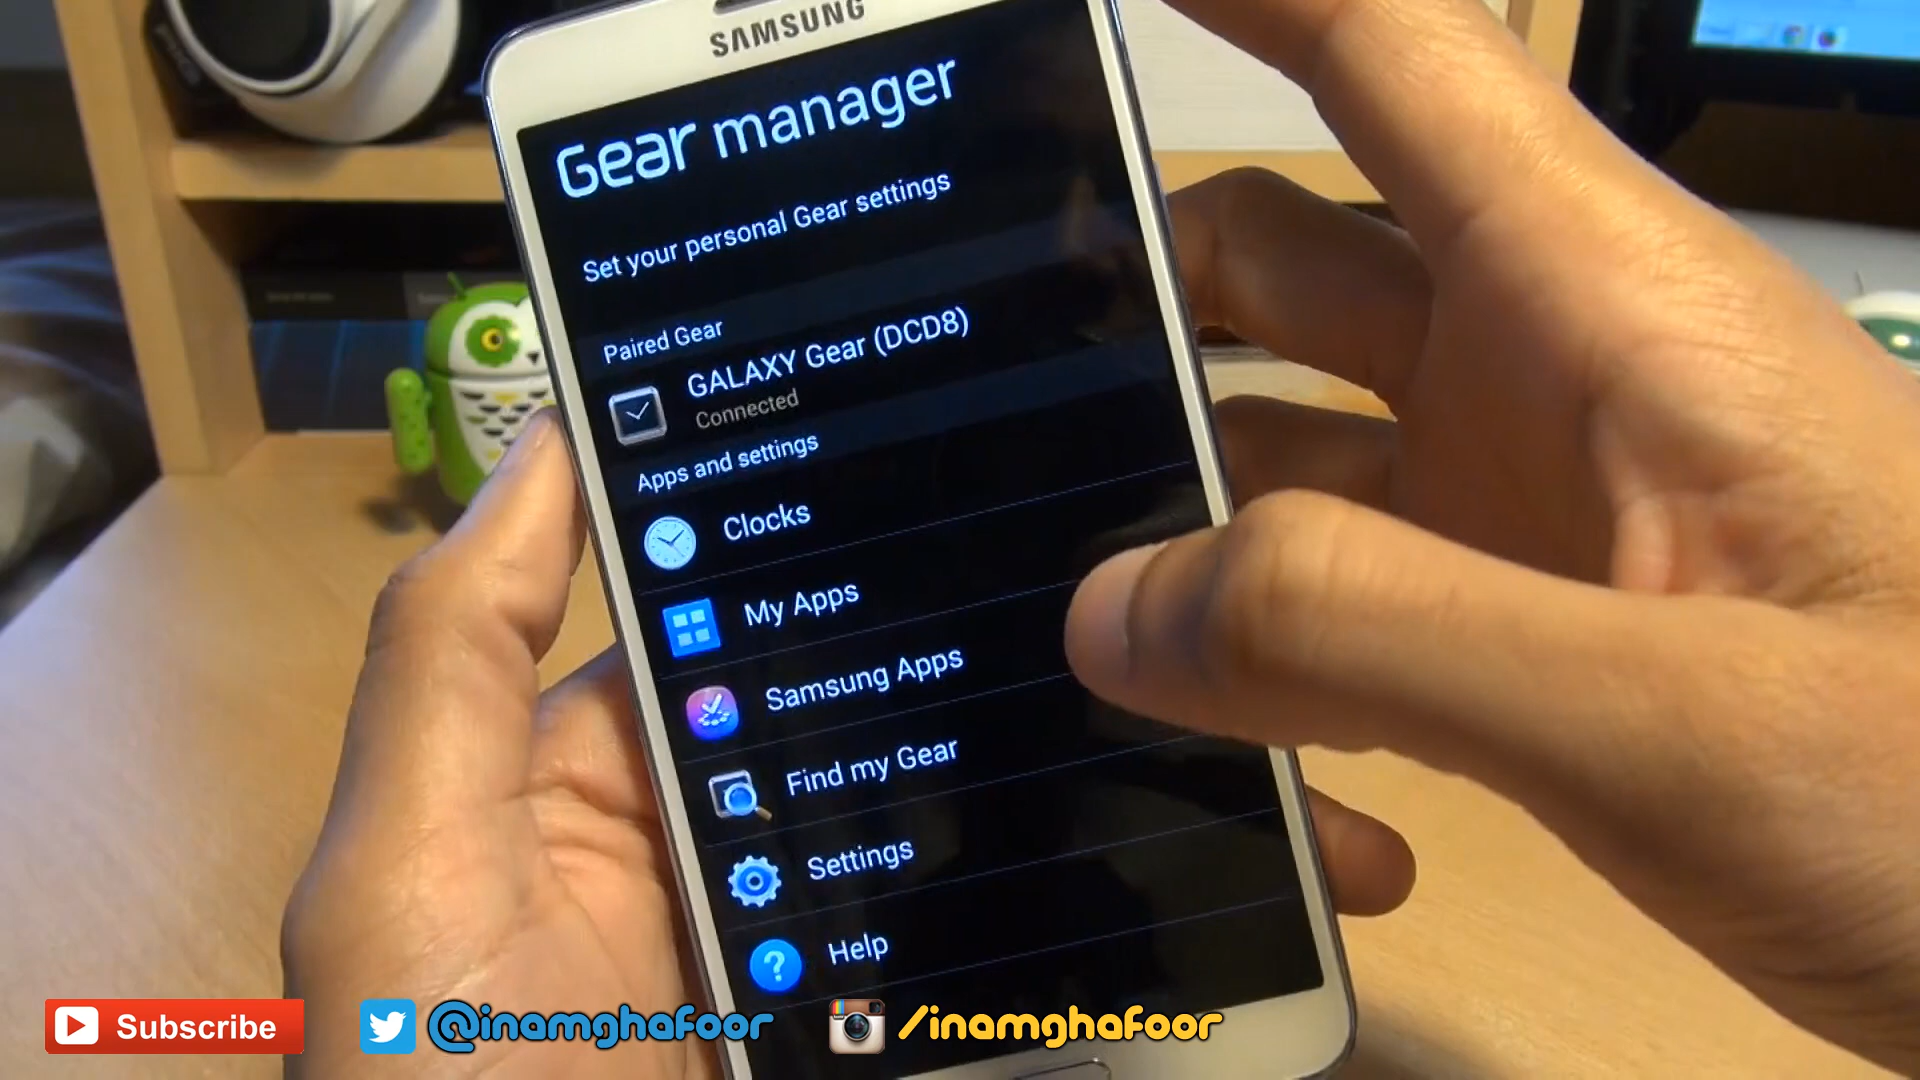 SAMSUNG
Gear manager
Set your personal Gear settings
Paired Gear
GALAXY Gear (DCD8)
Connected
Apps and settings
Clocks
My Apps
Samsung Apps
Find my Gear
Settings
Help
Subscribe
@inamghafoor
/inamghafoor